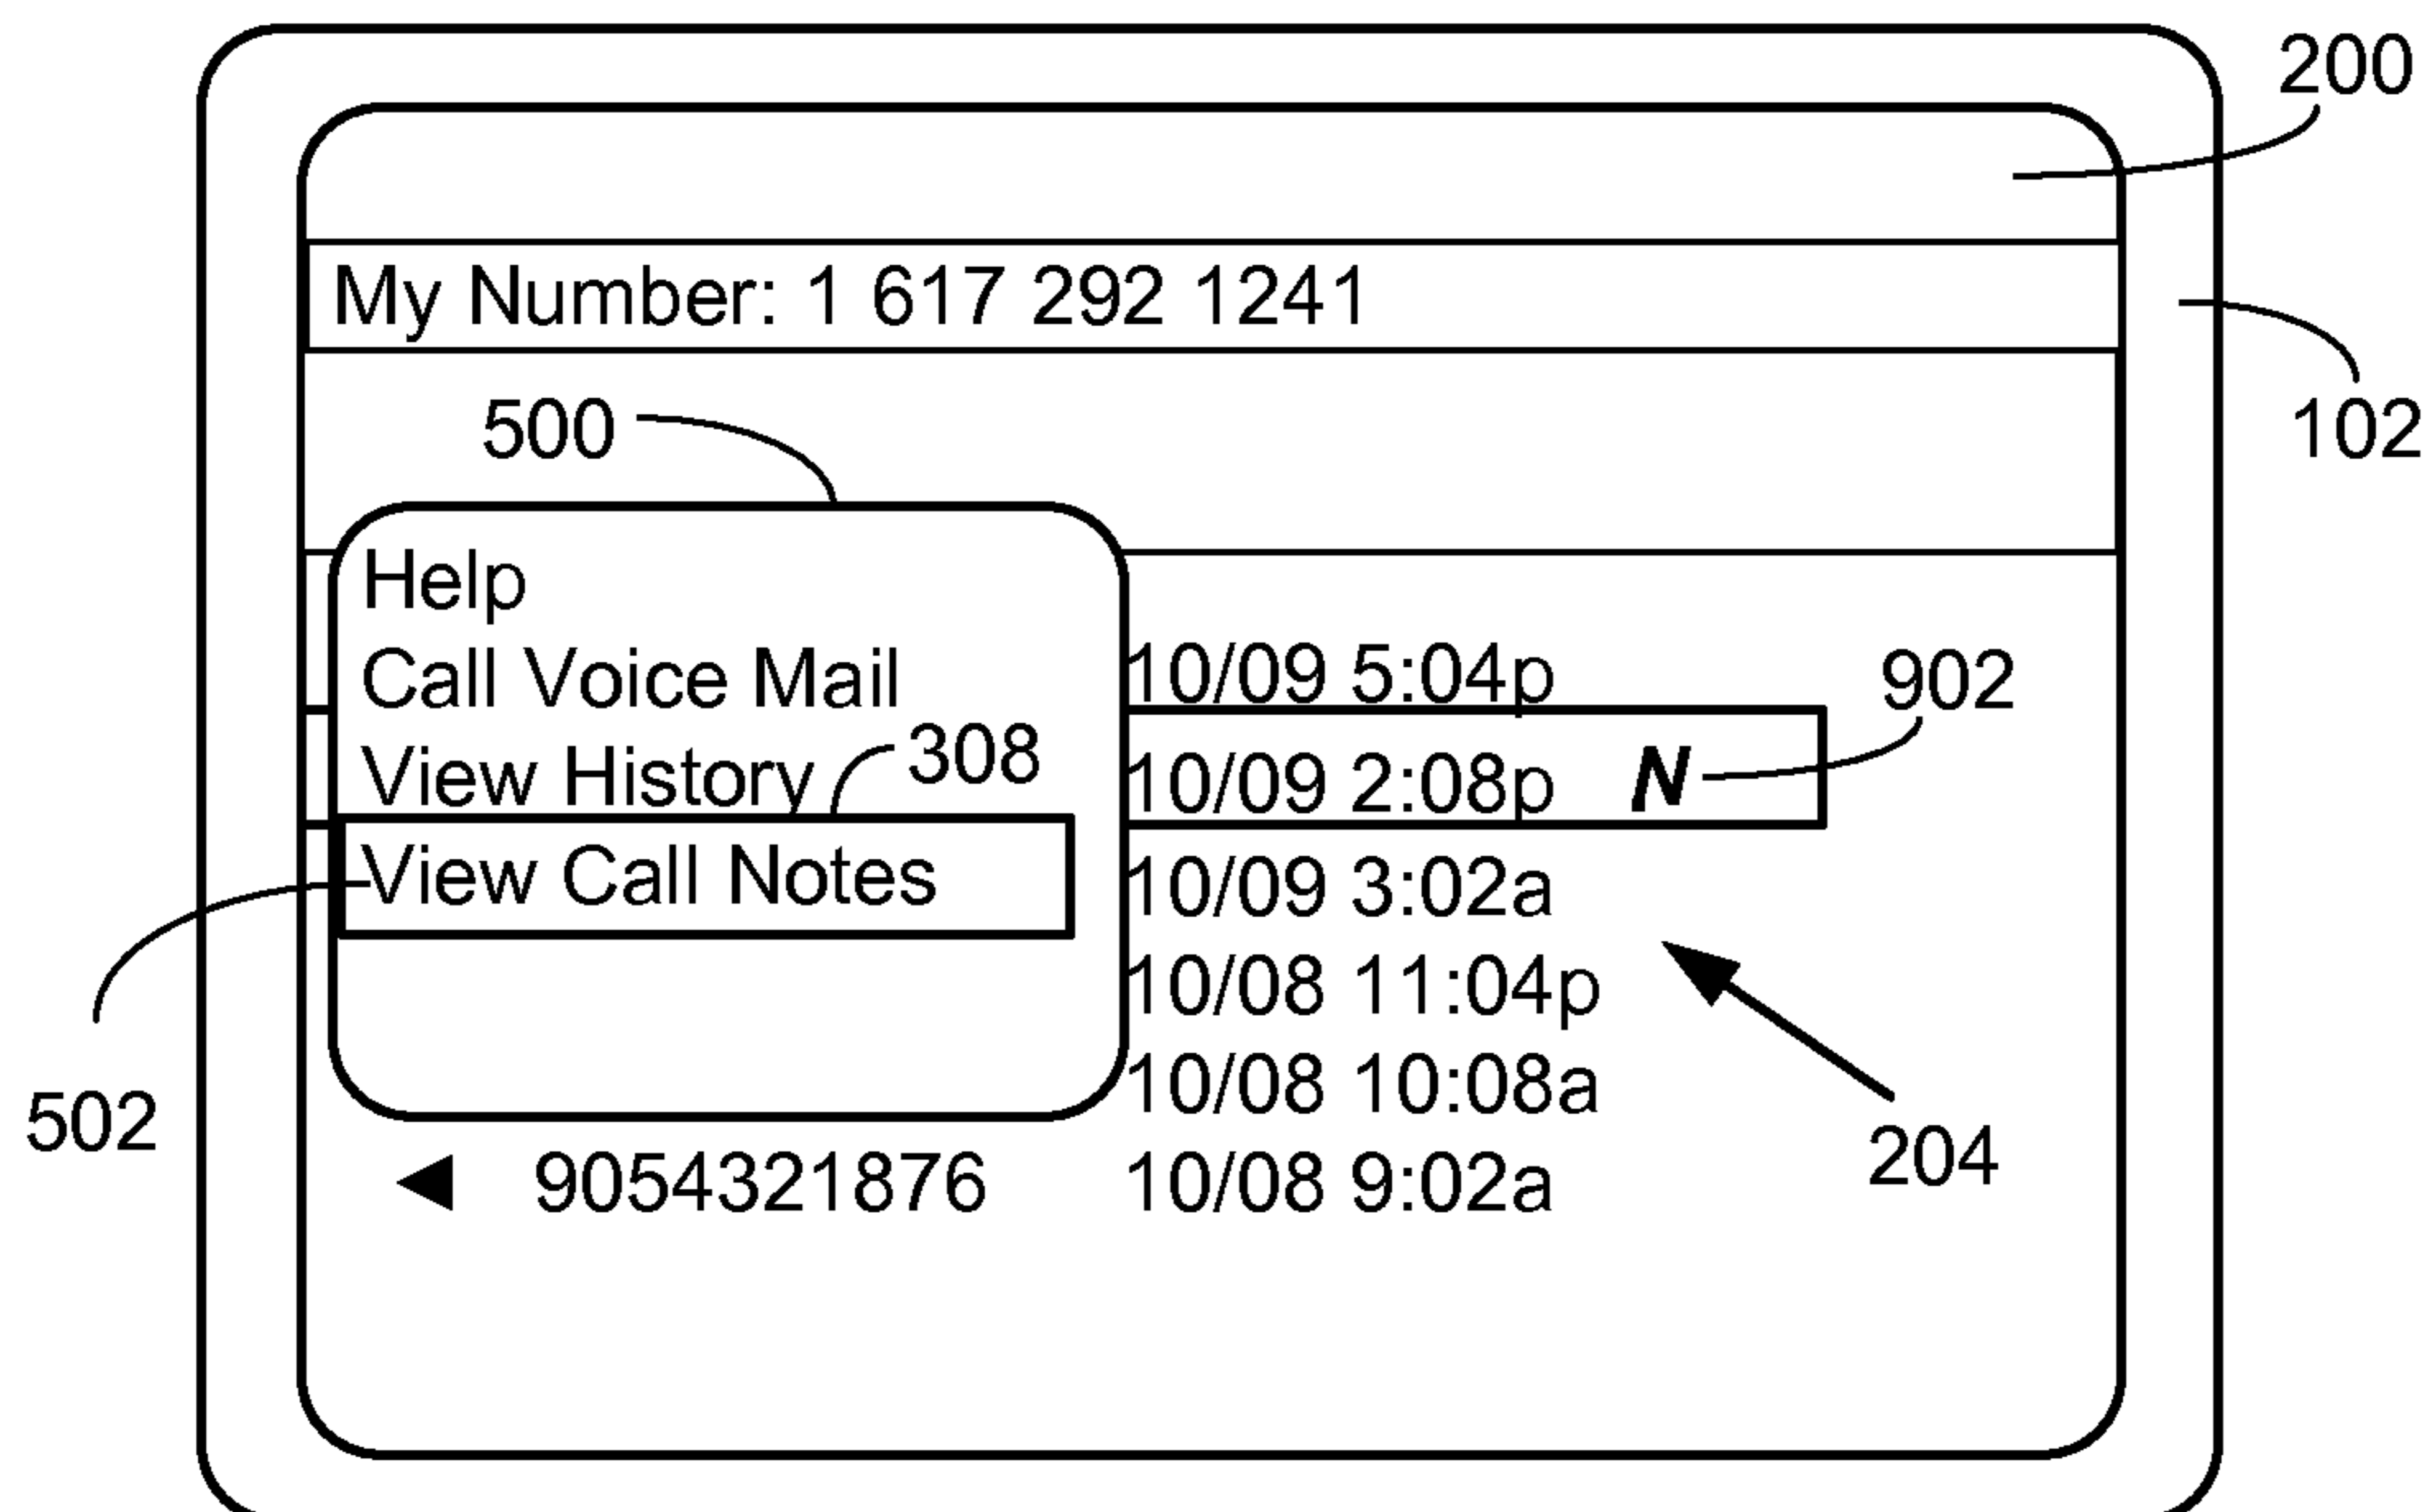 200
My Number: 1 617 292 1241
102
500
Help
Call Voice Mail 10/09 5:04p
902
View History 308 10/09 2:08p N
View Call Notes 10/09 3:02a
10/08 11:04p
502 10/08 10:08a
204
◀ 9054321876 10/08 9:02a